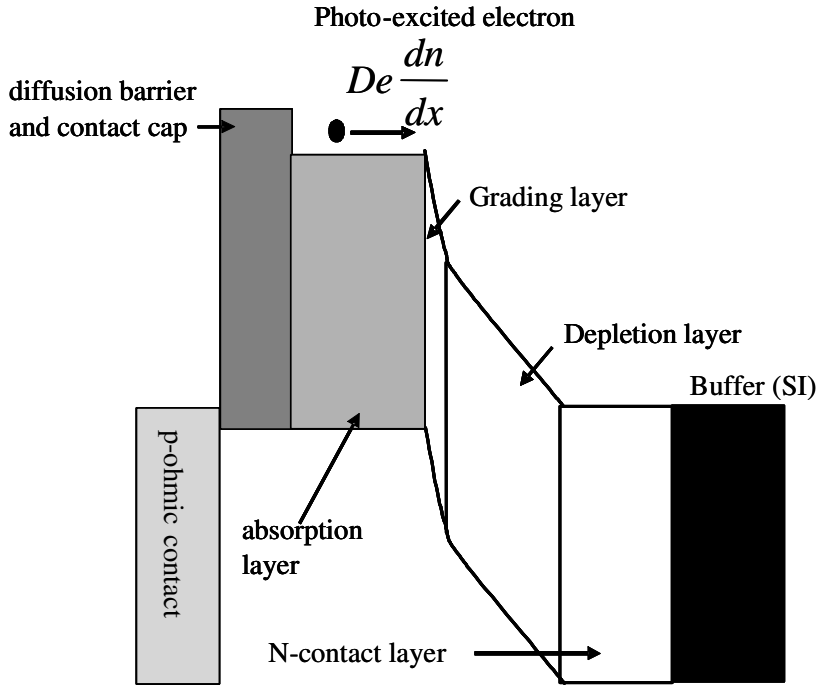 Photo-excited electron
De dn
dx
diffusion barrier
and contact cap
Grading layer
Depletion layer
Buffer (SI)
p-ohmic contact
absorption
layer
N-contact layer